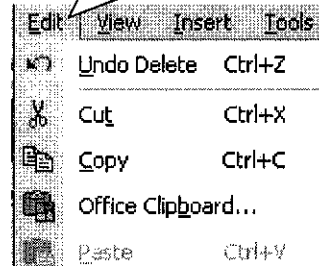 Edit View Insert Tools
Undo Delete Ctrl+Z
Cut Ctrl+X
Copy Ctrl+C
Office Clipboard...
Paste Ctrl+V